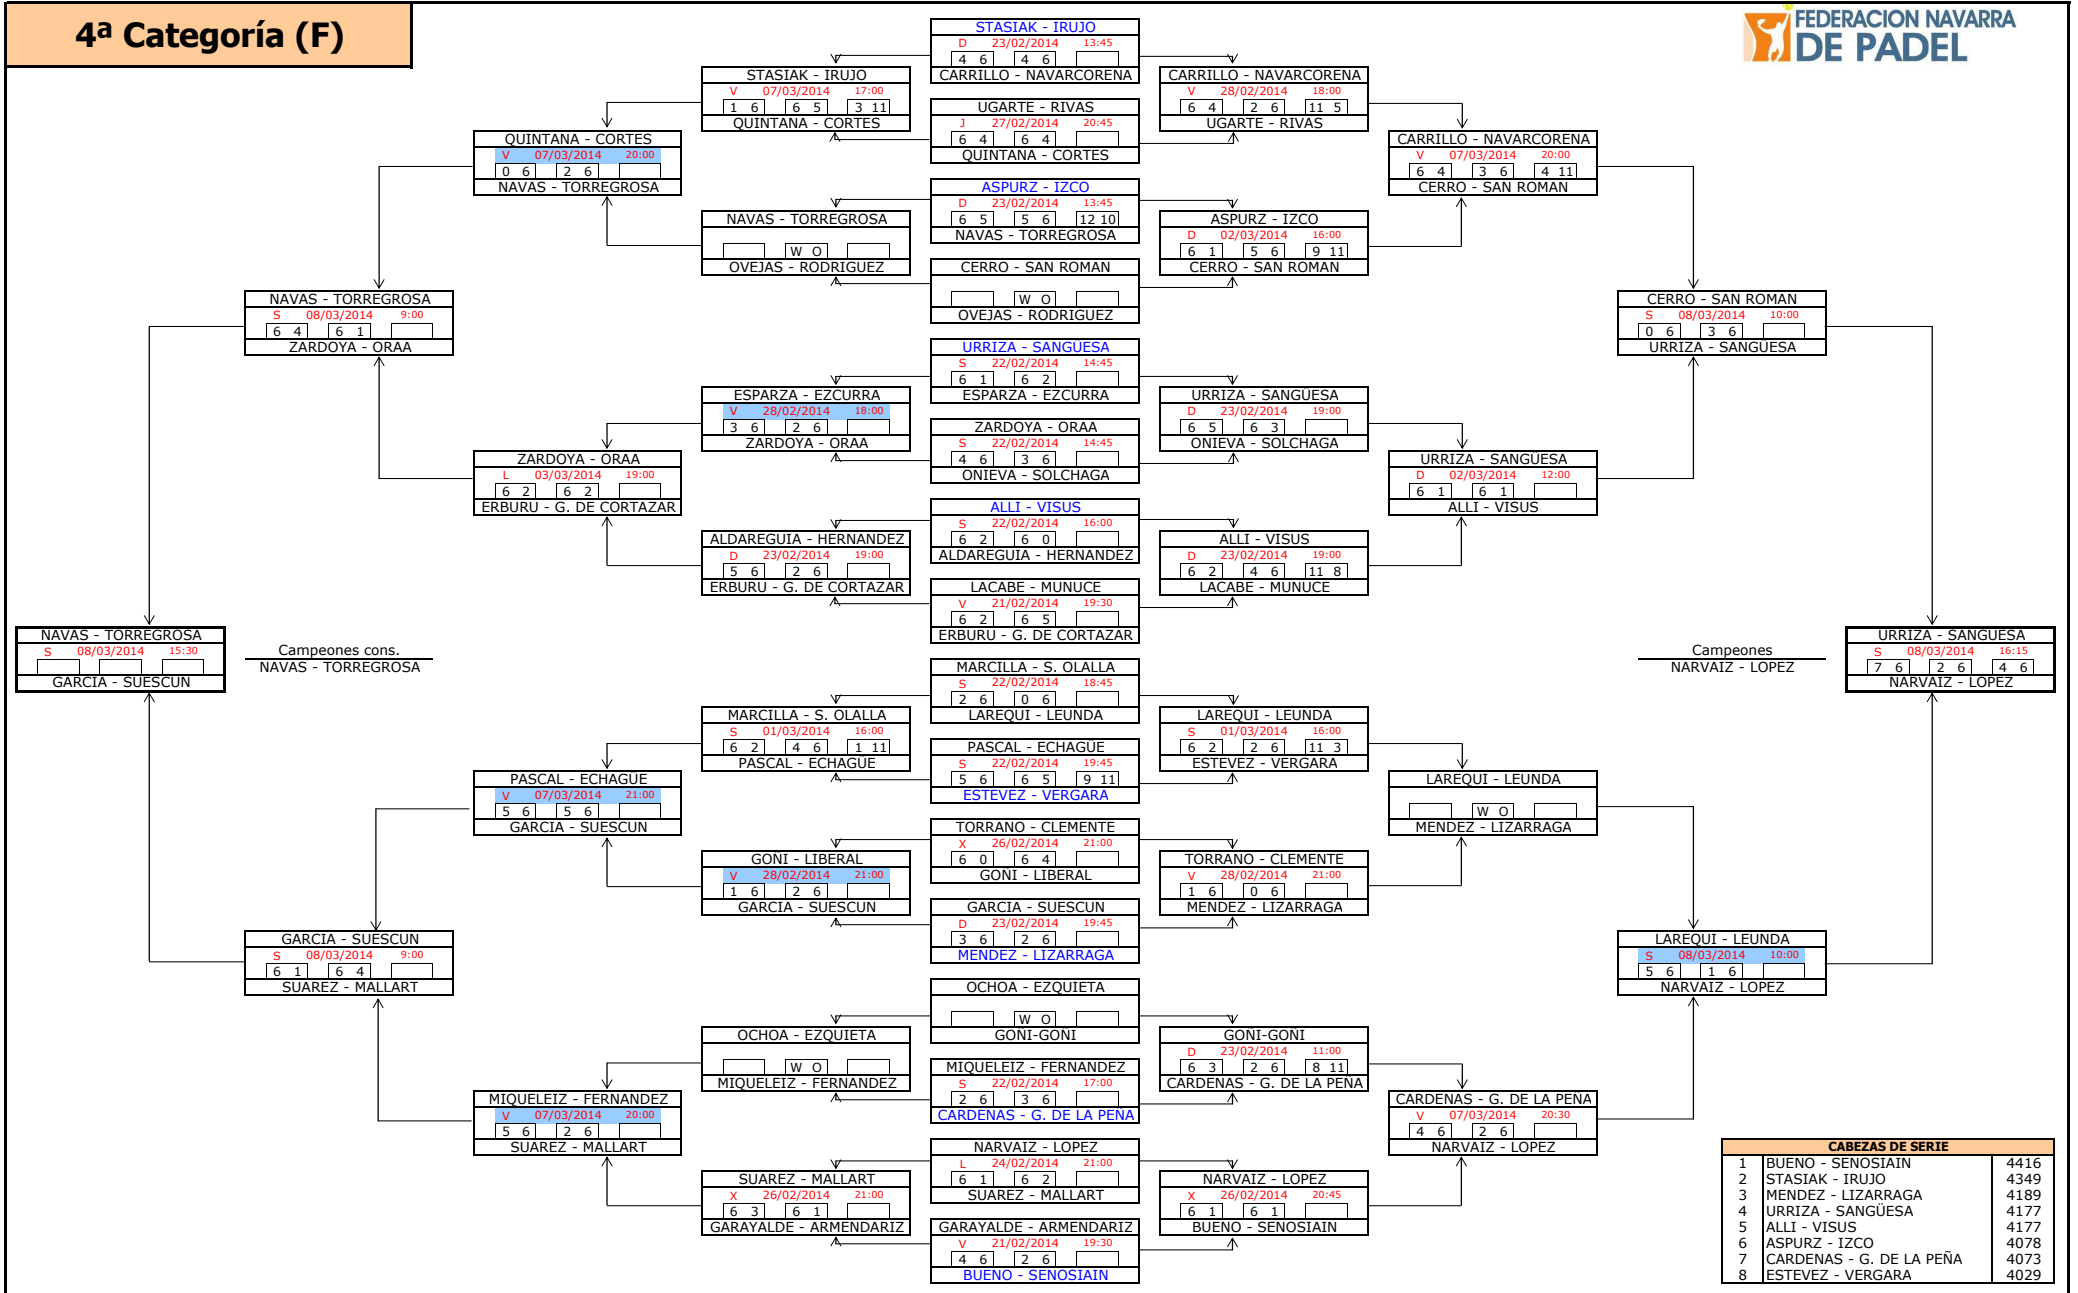 4ª Categoría (F)
FEDERACION NAVARRA
DE PADEL
NAVAS - TORREGROSA
S 08/03/2014 15:30
GARCIA - SUESCUN
Campeones cons.
NAVAS - TORREGROSA
NAVAS - TORREGROSA
S 08/03/2014 9:00
6 4 6 1
ZARDOYA - ORAA
GARCIA - SUESCUN
S 08/03/2014 9:00
6 1 6 4
SUAREZ - MALLART
QUINTANA - CORTES
V 07/03/2014 20:00
0 6 2 6
NAVAS - TORREGROSA
ZARDOYA - ORAA
L 03/03/2014 19:00
6 2 6 2
ERBURU - G. DE CORTAZAR
PASCAL - ECHAGÜE
V 07/03/2014 21:00
5 6 5 6
GARCIA - SUESCUN
MIQUELEIZ - FERNANDEZ
V 07/03/2014 20:00
5 6 2 6
SUAREZ - MALLART
STASIAK - IRUJO
V 07/03/2014 17:00
1 6 6 5 3 11
QUINTANA - CORTES
NAVAS - TORREGROSA
W O
OVEJAS - RODRIGUEZ
ESPARZA - EZCURRA
V 28/02/2014 18:00
3 6 2 6
ZARDOYA - ORAA
ALDAREGUIA - HERNANDEZ
D 23/02/2014 19:00
5 6 2 6
ERBURU - G. DE CORTAZAR
MARCILLA - S. OLALLA
S 01/03/2014 16:00
6 2 4 6 1 11
PASCAL - ECHAGÜE
GOÑI - LIBERAL
V 28/02/2014 21:00
1 6 2 6
GARCIA - SUESCUN
OCHOA - EZQUIETA
W O
MIQUELEIZ - FERNANDEZ
SUAREZ - MALLART
X 26/02/2014 21:00
6 3 6 1
GARAYALDE - ARMENDARIZ
STASIAK - IRUJO
D 23/02/2014 13:45
4 6 4 6
CARRILLO - NAVARCORENA
UGARTE - RIVAS
J 27/02/2014 20:45
6 4 6 4
QUINTANA - CORTES
ASPURZ - IZCO
D 23/02/2014 13:45
6 5 5 6 12 10
NAVAS - TORREGROSA
CERRO - SAN ROMAN
W O
OVEJAS - RODRIGUEZ
URRIZA - SANGÜESA
S 22/02/2014 14:45
6 1 6 2
ESPARZA - EZCURRA
ZARDOYA - ORAA
S 22/02/2014 14:45
4 6 3 6
ONIEVA - SOLCHAGA
ALLI - VISUS
S 22/02/2014 16:00
6 2 6 0
ALDAREGUIA - HERNANDEZ
LACABE - MUNUCE
V 21/02/2014 19:30
6 2 6 5
ERBURU - G. DE CORTAZAR
MARCILLA - S. OLALLA
S 22/02/2014 18:45
2 6 0 6
LAREQUI - LEUNDA
PASCAL - ECHAGÜE
S 22/02/2014 19:45
5 6 6 5 9 11
ESTEVEZ - VERGARA
TORRANO - CLEMENTE
X 26/02/2014 21:00
6 0 6 4
GOÑI - LIBERAL
GARCIA - SUESCUN
D 23/02/2014 19:45
3 6 2 6
MENDEZ - LIZARRAGA
OCHOA - EZQUIETA
W O
GOÑI-GOÑI
MIQUELEIZ - FERNANDEZ
S 22/02/2014 17:00
2 6 3 6
CARDENAS - G. DE LA PEÑA
NARVAIZ - LOPEZ
L 24/02/2014 21:00
6 1 6 2
SUAREZ - MALLART
GARAYALDE - ARMENDARIZ
V 21/02/2014 19:30
4 6 2 6
BUENO - SENOSIAIN
CARRILLO - NAVARCORENA
V 28/02/2014 18:00
6 4 2 6 11 5
UGARTE - RIVAS
ASPURZ - IZCO
D 02/03/2014 16:00
6 1 5 6 9 11
CERRO - SAN ROMAN
URRIZA - SANGÜESA
D 23/02/2014 19:00
6 5 6 3
ONIEVA - SOLCHAGA
ALLI - VISUS
D 23/02/2014 19:00
6 2 4 6 11 8
LACABE - MUNUCE
LAREQUI - LEUNDA
S 01/03/2014 16:00
6 2 2 6 11 3
ESTEVEZ - VERGARA
TORRANO - CLEMENTE
V 28/02/2014 21:00
1 6 0 6
MENDEZ - LIZARRAGA
GOÑI-GOÑI
D 23/02/2014 11:00
6 3 2 6 8 11
CARDENAS - G. DE LA PEÑA
NARVAIZ - LOPEZ
X 26/02/2014 20:45
6 1 6 1
BUENO - SENOSIAIN
CARRILLO - NAVARCORENA
V 07/03/2014 20:00
6 4 3 6 4 11
CERRO - SAN ROMAN
URRIZA - SANGÜESA
D 02/03/2014 12:00
6 1 6 1
ALLI - VISUS
LAREQUI - LEUNDA
W O
MENDEZ - LIZARRAGA
CARDENAS - G. DE LA PEÑA
V 07/03/2014 20:30
4 6 2 6
NARVAIZ - LOPEZ
CERRO - SAN ROMAN
S 08/03/2014 10:00
0 6 3 6
URRIZA - SANGÜESA
LAREQUI - LEUNDA
S 08/03/2014 10:00
5 6 1 6
NARVAIZ - LOPEZ
Campeones
NARVAIZ - LOPEZ
URRIZA - SANGÜESA
S 08/03/2014 16:15
7 6 2 6 4 6
NARVAIZ - LOPEZ
CABEZAS DE SERIE
1 BUENO - SENOSIAIN 4416
2 STASIAK - IRUJO 4349
3 MENDEZ - LIZARRAGA 4189
4 URRIZA - SANGÜESA 4177
5 ALLI - VISUS 4177
6 ASPURZ - IZCO 4078
7 CARDENAS - G. DE LA PEÑA 4073
8 ESTEVEZ - VERGARA 4029